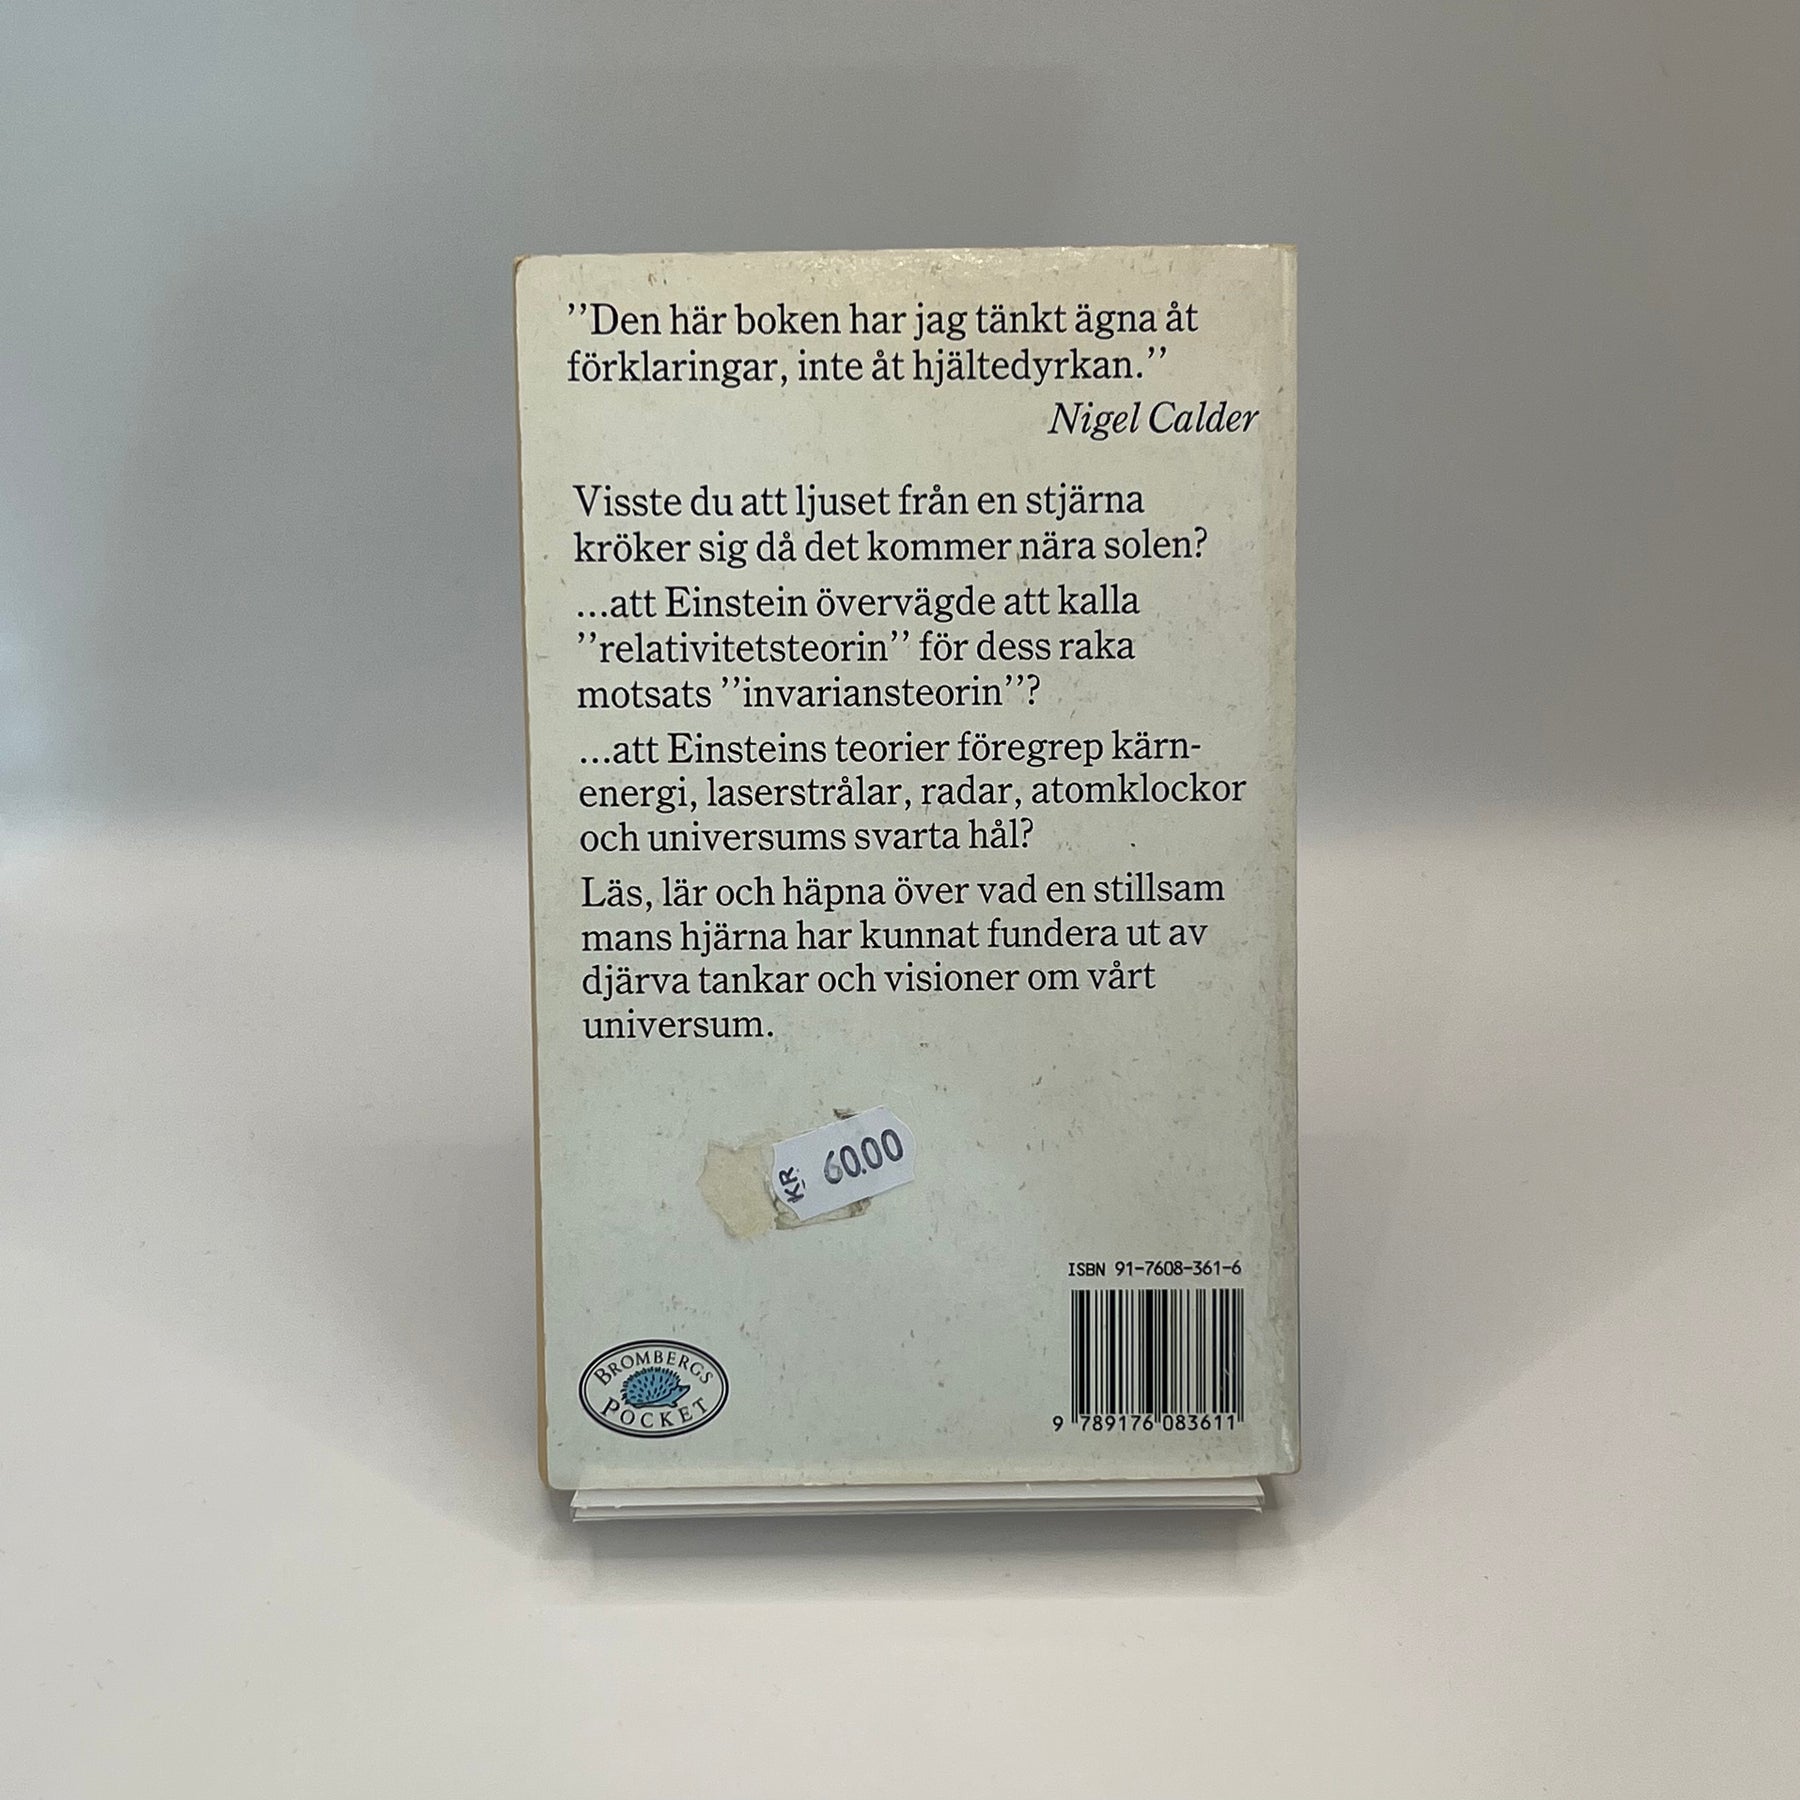 ’’Den här boken har jag tänkt ägna åt
förklaringar, inte åt hjältedyrkan.’’
Nigel Calder
Visste du att ljuset från en stjärna
kröker sig då det kommer nära solen?
...att Einstein övervägde att kalla
’’relativitetsteorin’’ för dess raka
motsats ’’invariansteorin’’?
...att Einsteins teorier föregrep kärn-
energi, laserstrålar, radar, atomklockor
och universums svarta hål?
Läs, lär och häpna över vad en stillsam
mans hjärna har kunnat fundera ut av
djärva tankar och visioner om vårt
universum.
KR 60.00
ISBN 91-7608-361-6
9 789176 083611
BROMBERGS
POCKET